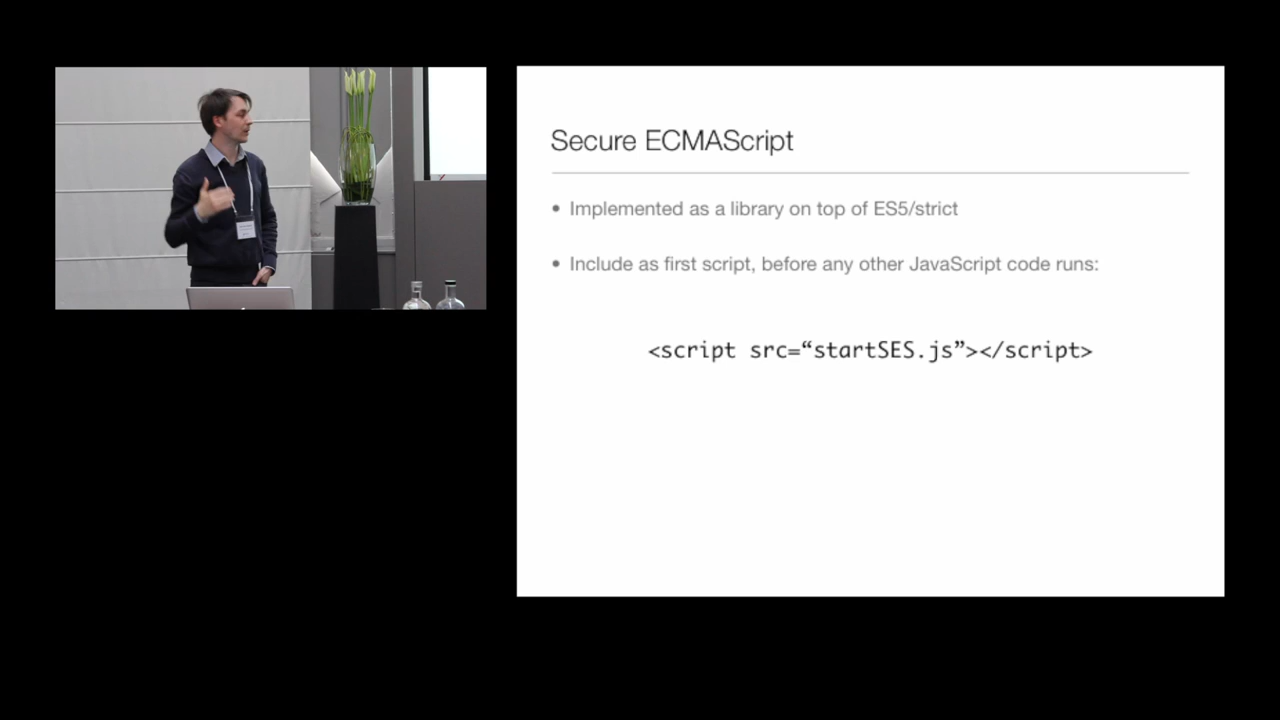 Secure ECMAScript
• Implemented as a library on top of ES5/strict
• Include as first script, before any other JavaScript code runs:
<script src=“startSES.js”></script>